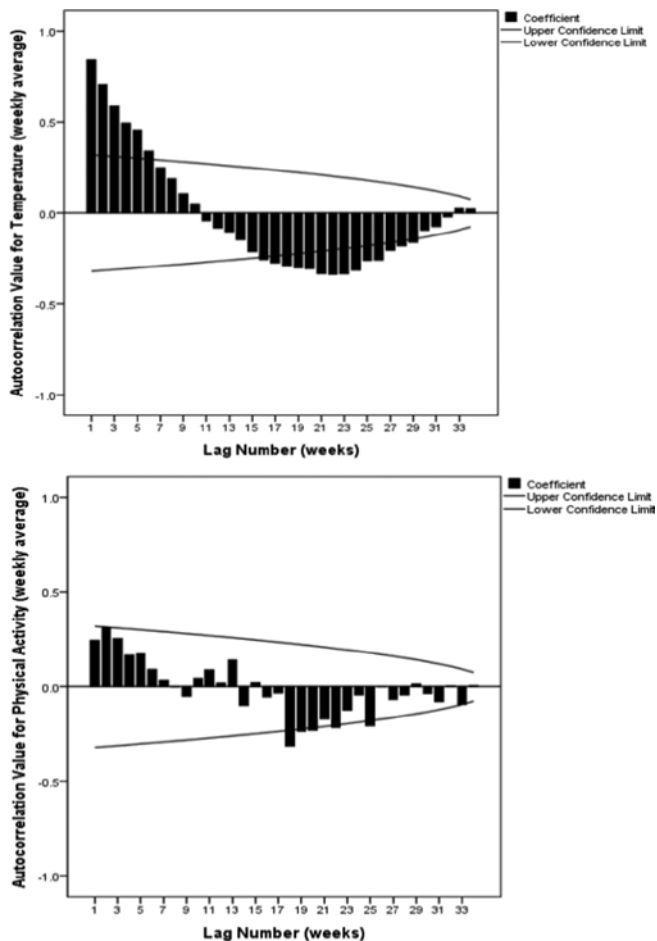 Coefficient
Upper Confidence Limit
Lower Confidence Limit
Autocorrelation Value for Temperature (weekly average)
1.0
0.5
0.0
-0.5
-1.0
1 3 5 7 9 11 13 15 17 19 21 23 25 27 29 31 33
Lag Number (weeks)
Coefficient
Upper Confidence Limit
Lower Confidence Limit
Autocorrelation Value for Physical Activity (weekly average)
1.0
0.5
0.0
-0.5
-1.0
1 3 5 7 9 11 13 15 17 19 21 23 25 27 29 31 33
Lag Number (weeks)